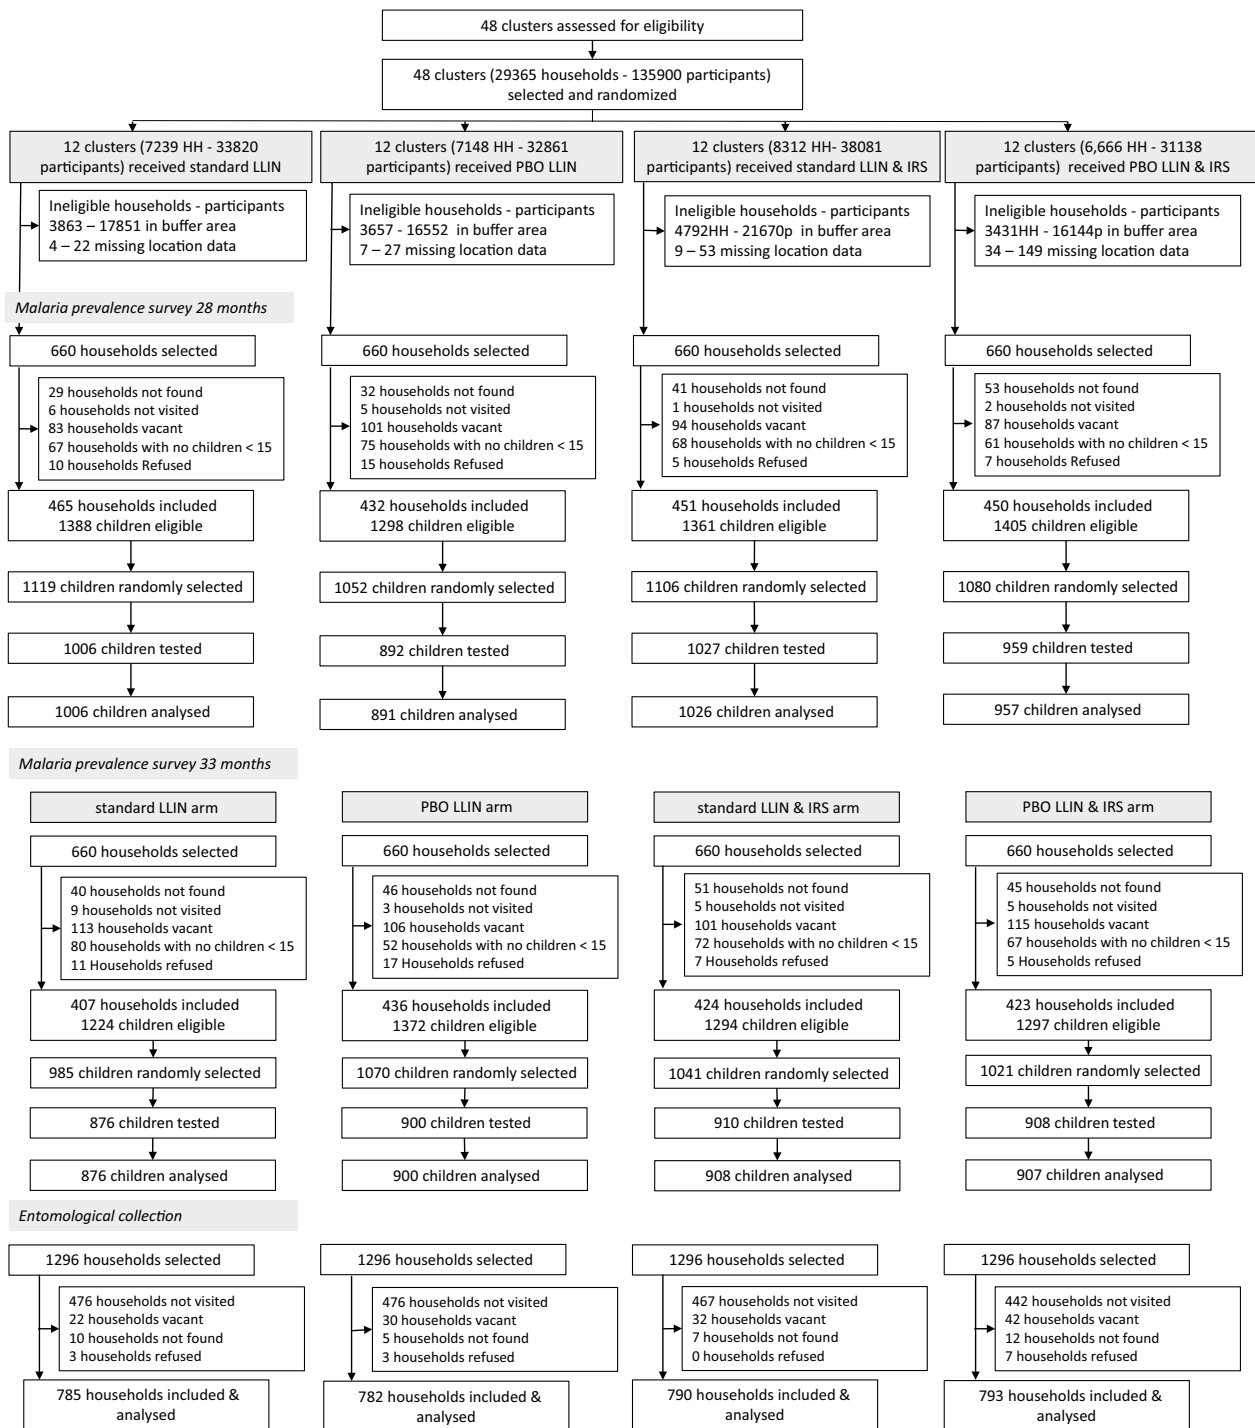 48 clusters assessed for eligibility
48 clusters (29365 households - 135900 participants)
selected and randomized
12 clusters (7239 HH - 33820
participants) received standard LLIN
12 clusters (7148 HH - 32861
participants) received PBO LLIN
12 clusters (8312 HH- 38081
participants) received standard LLIN & IRS
12 clusters (6,666 HH - 31138
participants)  received PBO LLIN & IRS
Ineligible households - participants
3863 – 17851 in buffer area
4 – 22 missing location data
Ineligible households - participants
3657 - 16552  in buffer area
7 – 27 missing location data
Ineligible households - participants
4792HH - 21670p in buffer area
9 – 53 missing location data
Ineligible households - participants
3431HH - 16144p in buffer area
34 – 149 missing location data
Malaria prevalence survey 28 months
660 households selected
660 households selected
660 households selected
660 households selected
29 households not found
6 households not visited
83 households vacant
67 households with no children < 15
10 households Refused
32 households not found
5 households not visited
101 households vacant
75 households with no children < 15
15 households Refused
41 households not found
1 households not visited
94 households vacant
68 households with no children < 15
5 households Refused
53 households not found
2 households not visited
87 households vacant
61 households with no children < 15
7 households Refused
465 households included
1388 children eligible
432 households included
1298 children eligible
451 households included
1361 children eligible
450 households included
1405 children eligible
1119 children randomly selected
1052 children randomly selected
1106 children randomly selected
1080 children randomly selected
1006 children tested
892 children tested
1027 children tested
959 children tested
1006 children analysed
891 children analysed
1026 children analysed
957 children analysed
Malaria prevalence survey 33 months
standard LLIN arm
PBO LLIN arm
standard LLIN & IRS arm
PBO LLIN & IRS arm
660 households selected
660 households selected
660 households selected
660 households selected
40 households not found
9 households not visited
113 households vacant
80 households with no children < 15
11 Households refused
46 households not found
3 households not visited
106 households vacant
52 households with no children < 15
17 Households refused
51 households not found
5 households not visited
101 households vacant
72 households with no children < 15
7 Households refused
45 households not found
5 households not visited
115 households vacant
67 households with no children < 15
5 Households refused
407 households included
1224 children eligible
436 households included
1372 children eligible
424 households included
1294 children eligible
423 households included
1297 children eligible
985 children randomly selected
1070 children randomly selected
1041 children randomly selected
1021 children randomly selected
876 children tested
900 children tested
910 children tested
908 children tested
876 children analysed
900 children analysed
908 children analysed
907 children analysed
Entomological collection
1296 households selected
1296 households selected
1296 households selected
1296 households selected
476 households not visited
22 households vacant
10 households not found
3 households refused
476 households not visited
30 households vacant
5 households not found
3 households refused
467 households not visited
32 households vacant
7 households not found
0 households refused
442 households not visited
42 households vacant
12 households not found
7 households refused
785 households included &
analysed
782 households included &
analysed
790 households included &
analysed
793 households included &
analysed